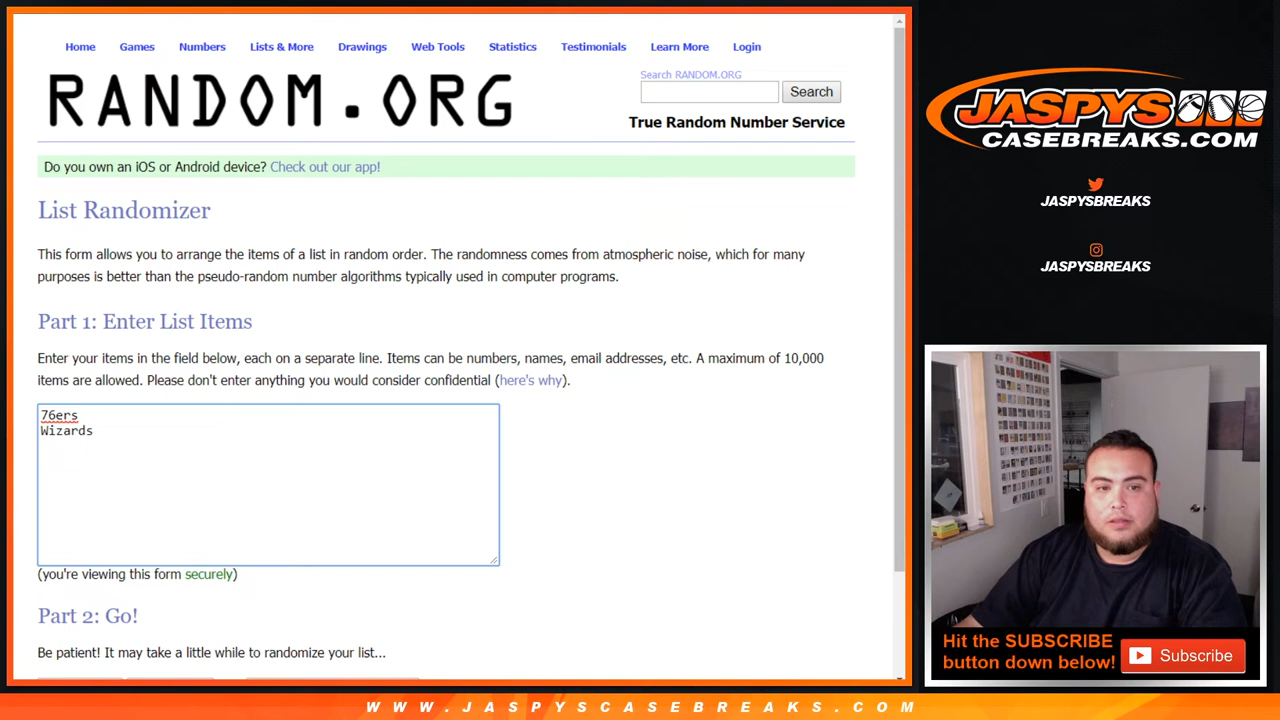 Home Games Numbers Lists & More Drawings Web Tools Statistics Testimonials Learn More Login
RANDOM.ORG
Search RANDOM.ORG
Search
True Random Number Service
Do you own an iOS or Android device? Check out our app!
List Randomizer
This form allows you to arrange the items of a list in random order. The randomness comes from atmospheric noise, which for many
purposes is better than the pseudo-random number algorithms typically used in computer programs.
Part 1: Enter List Items
Enter your items in the field below, each on a separate line. Items can be numbers, names, email addresses, etc. A maximum of 10,000
items are allowed. Please don't enter anything you would consider confidential (here's why).
76ers
Wizards
(you're viewing this form securely)
Part 2: Go!
Be patient! It may take a little while to randomize your list...
JASPYS
CASEBREAKS.COM
JASPYSBREAKS
JASPYSBREAKS
Hit the SUBSCRIBE
button down below!
Subscribe
WWW.JASPYSCASEBREAKS.COM